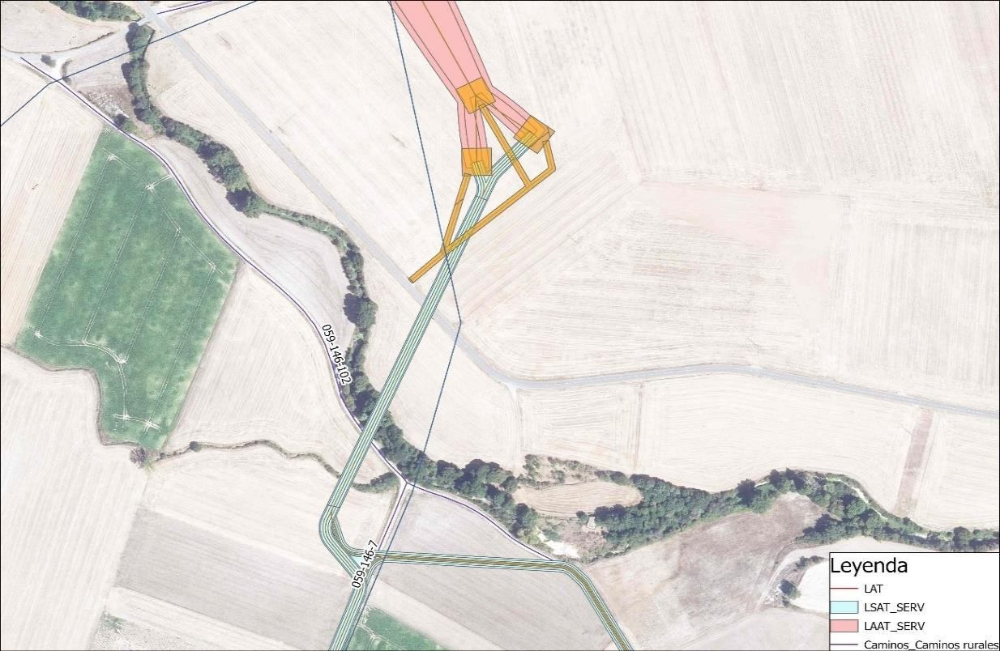 059-146-102
059-146-7
Leyenda
LAT
LSAT_SERV
LAAT_SERV
Caminos_Caminos rurales